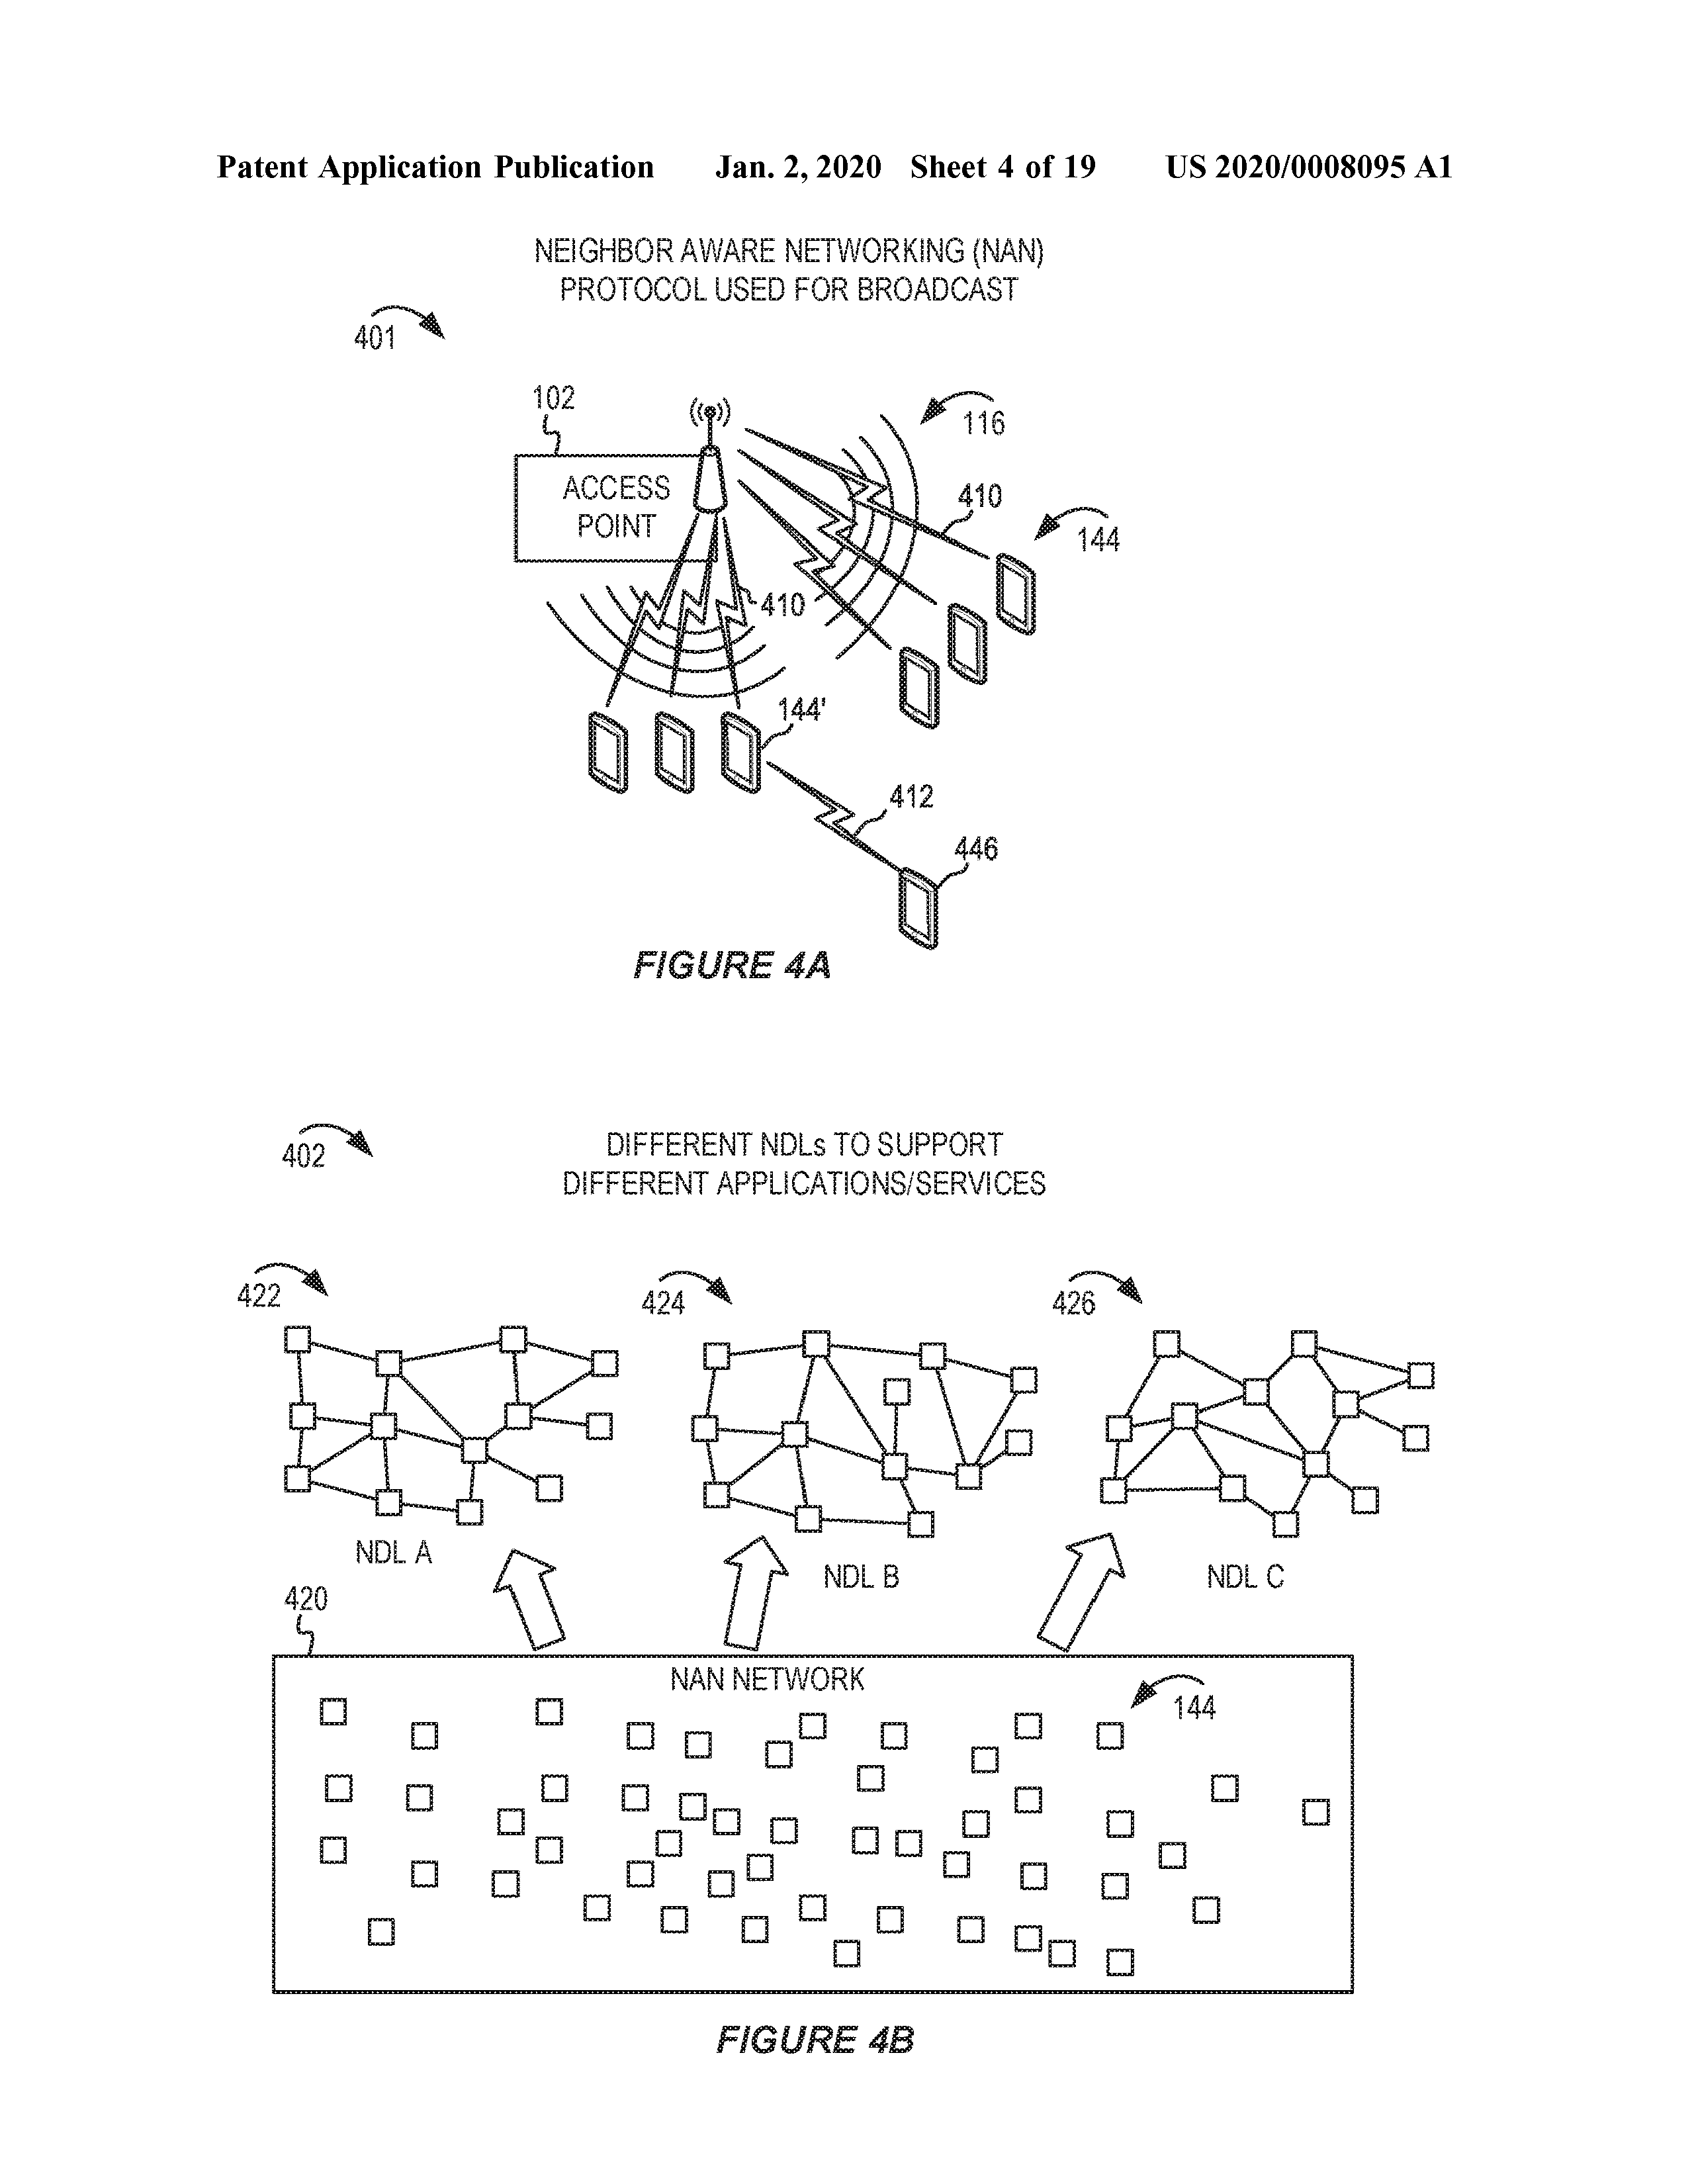 Patent Application Publication Jan. 2, 2020 Sheet 4 of 19 US 2020/0008095 A1
NEIGHBOR AWARE NETWORKING (NAN)
PROTOCOL USED FOR BROADCAST
401
102
116
ACCESS
POINT
410
144
410
144'
412
446
FIGURE 4A
402
DIFFERENT NDLs TO SUPPORT
DIFFERENT APPLICATIONS/SERVICES
422
424
426
NDL A
NDL B
NDL C
420
NAN NETWORK
144
FIGURE 4B